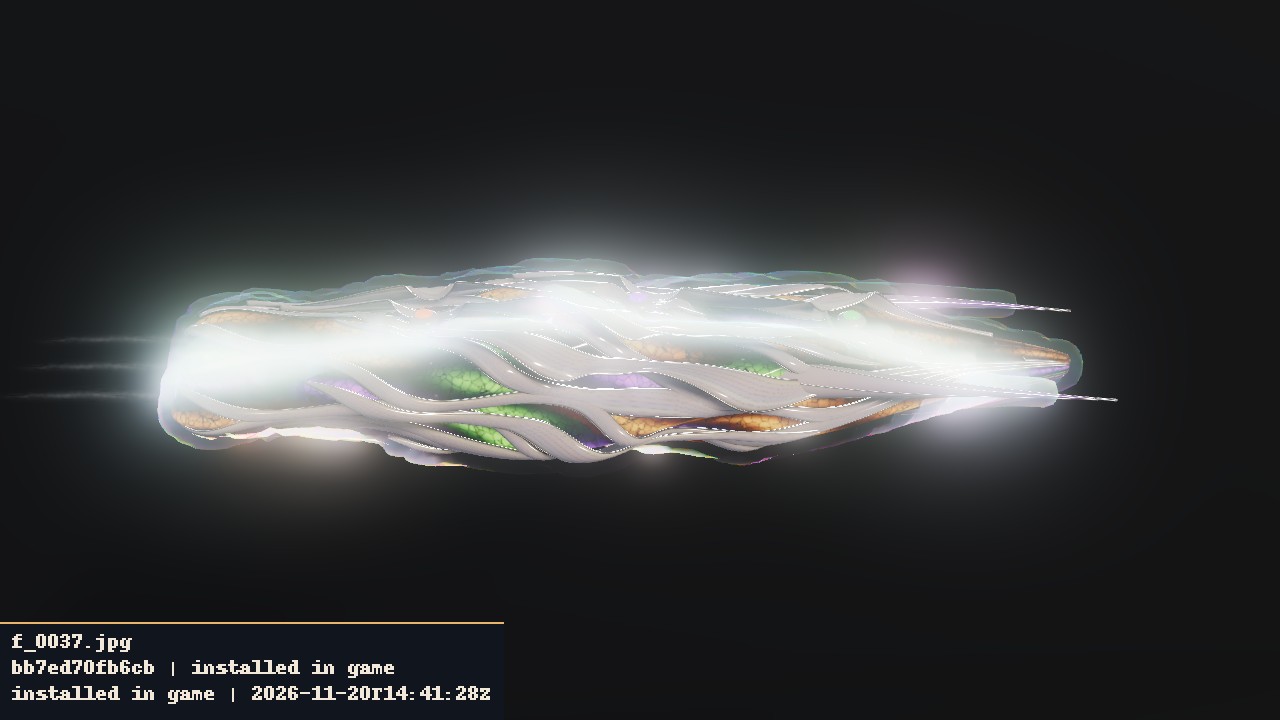 f_0037.jpg
bb7ed70fb6cb | installed in game
installed in game | 2026-11-20T14:41:28z